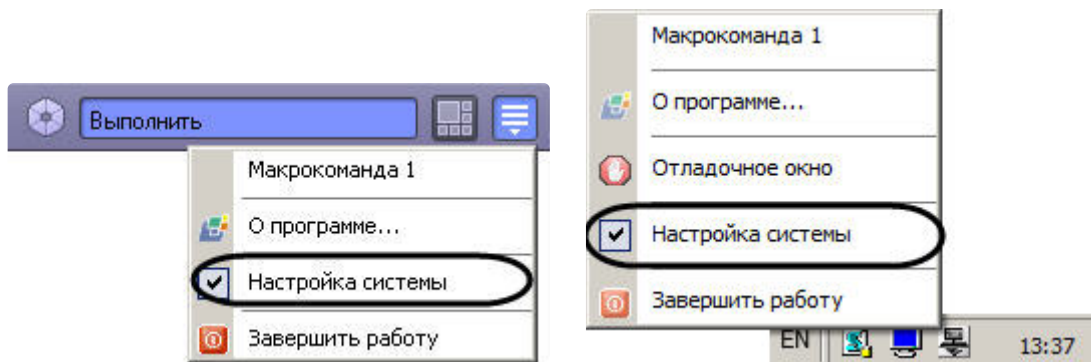 Выполнить
Макрокоманда 1
О программе...
Настройка системы
Завершить работу
Макрокоманда 1
О программе...
Отладочное окно
Настройка системы
Завершить работу
EN
13:37